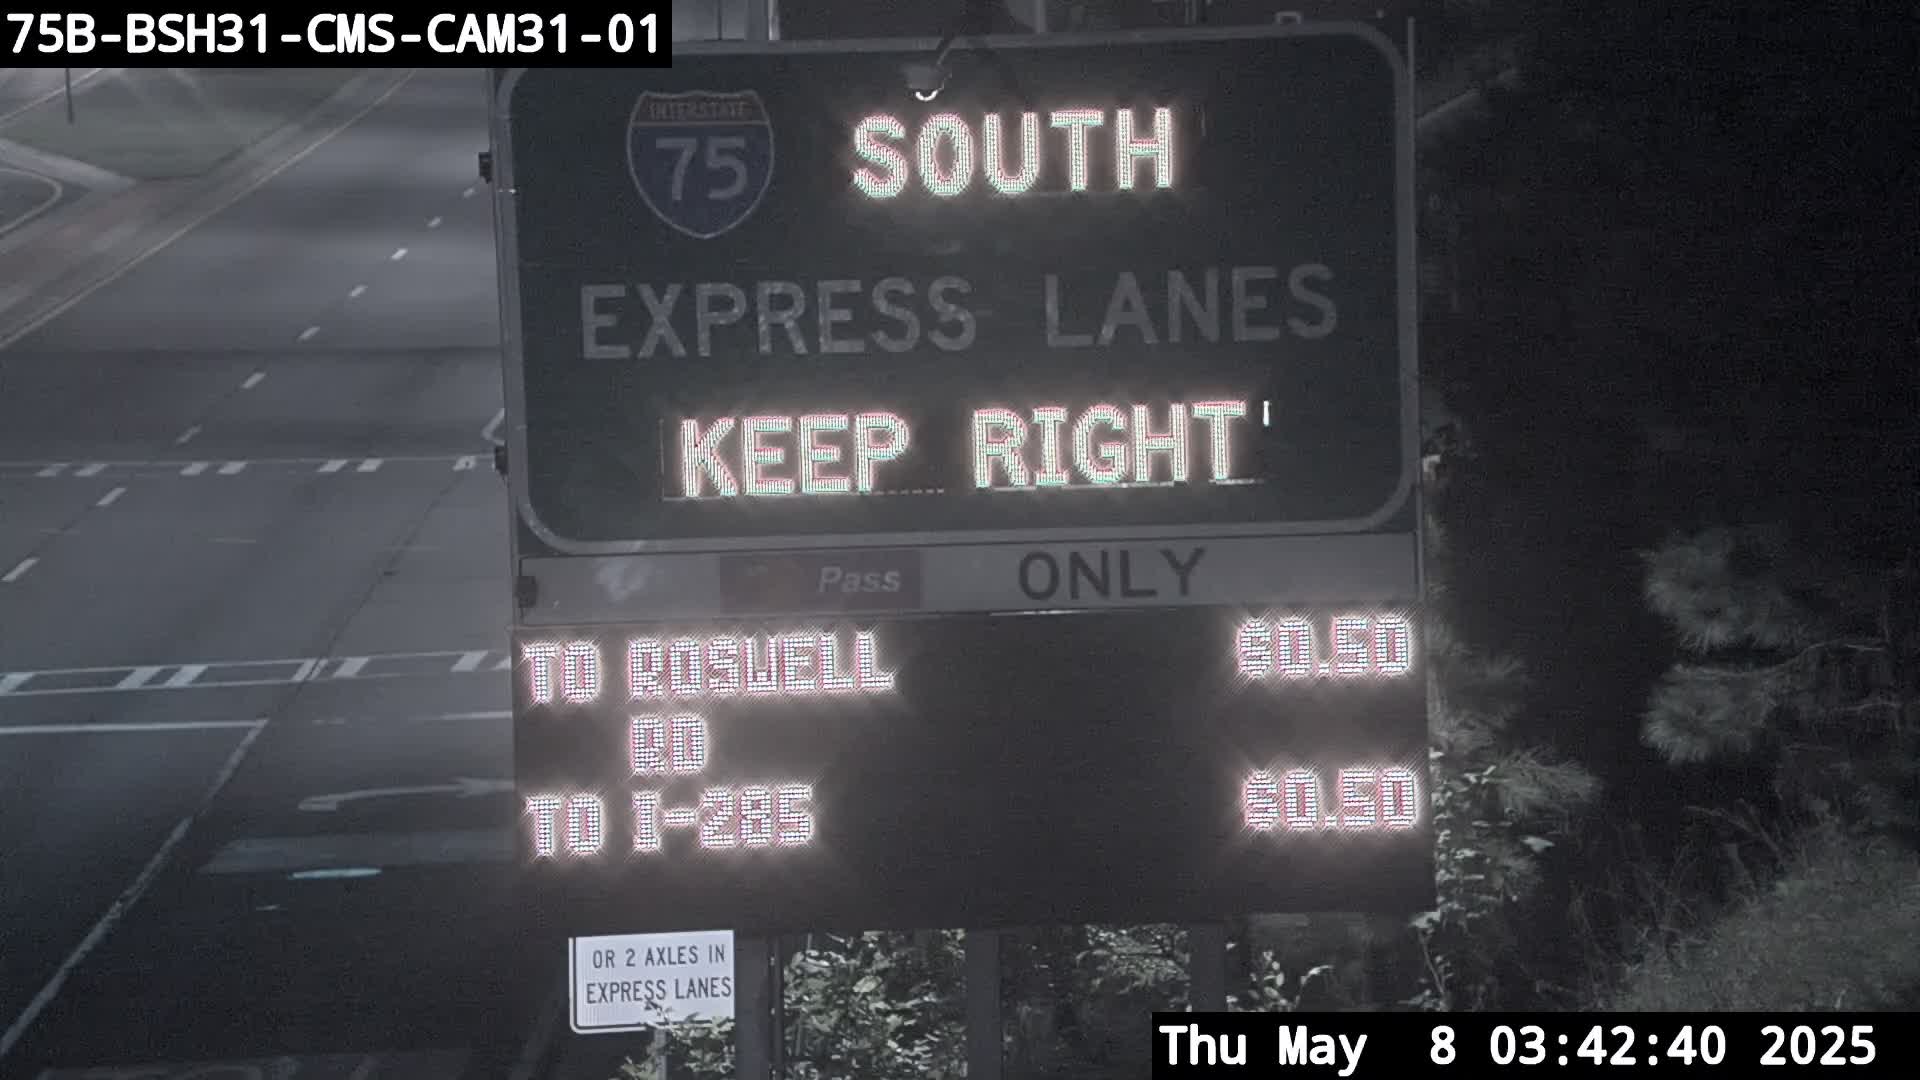 75B-BSH31-CMS-CAM31-01
INTERSTATE
75
SOUTH
EXPRESS LANES
KEEP RIGHT
Pass ONLY
TO ROSWELL $0.50
RD
TO I-285 $0.50
OR 2 AXLES IN
EXPRESS LANES
Thu May 8 03:42:40 2025